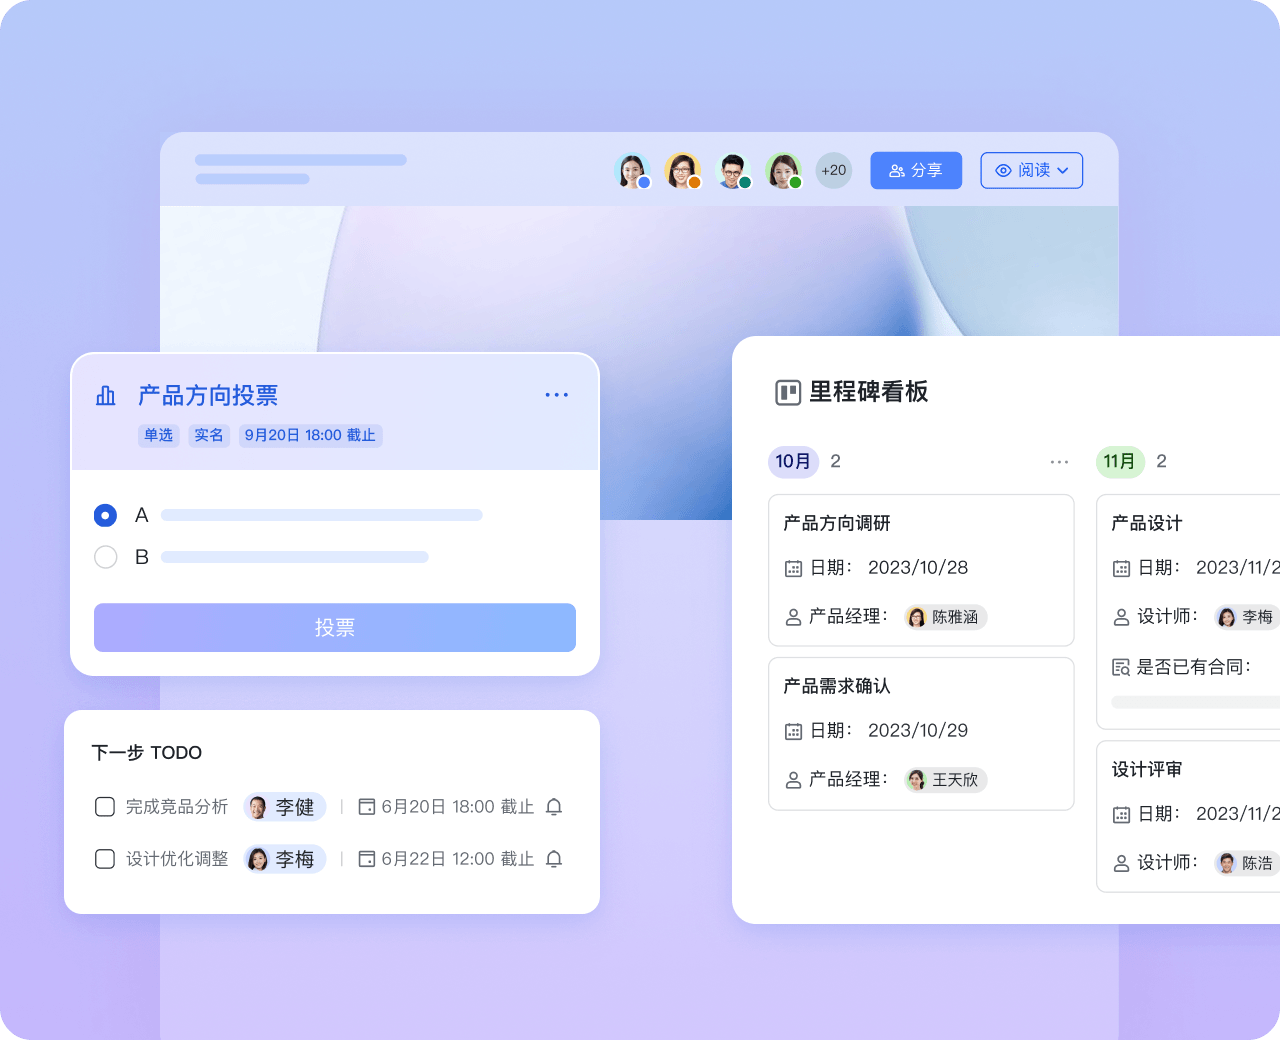 +20 分享 阅读
产品方向投票
单选 实名 9月20日 18:00 截止
A
B
投票
下一步 TODO
完成竞品分析 李健 6月20日 18:00 截止
设计优化调整 李梅 6月22日 12:00 截止
里程碑看板
10月 2
产品方向调研
日期： 2023/10/28
产品经理： 陈雅涵
产品需求确认
日期： 2023/10/29
产品经理： 王天欣
11月 2
产品设计
日期： 2023/11/2
设计师： 李梅
是否已有合同：
设计评审
日期： 2023/11/2
设计师： 陈浩